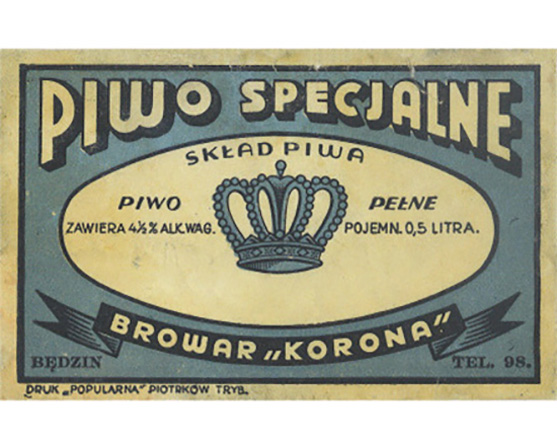 PIWO SPECJALNE
SKŁAD PIWA
PIWO PEŁNE
ZAWIERA 4½% ALK.WAG. POJEMN. 0,5 LITRA.
BROWAR „KORONA”
BĘDZIN TEL. 98.
DRUK „POPULARNA” PIOTRKÓW TRYB.